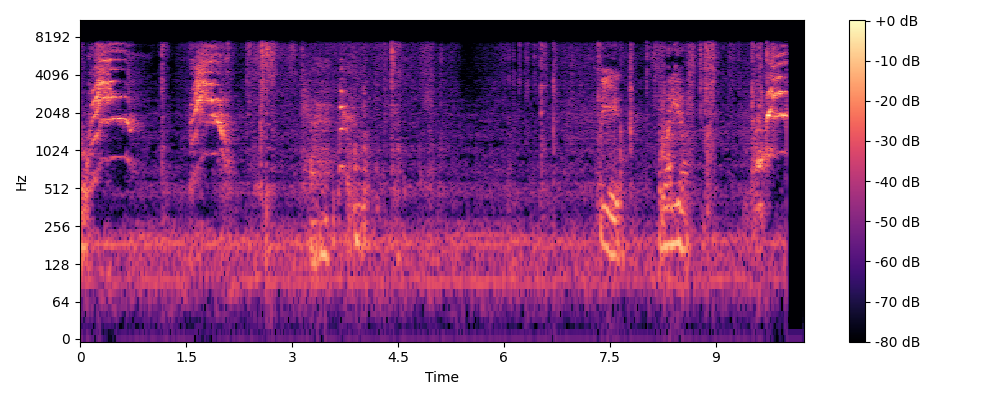 8192
4096
2048
1024
512
256
128
64
0
Hz
0 1.5 3 4.5 6 7.5 9
Time
+0 dB
-10 dB
-20 dB
-30 dB
-40 dB
-50 dB
-60 dB
-70 dB
-80 dB